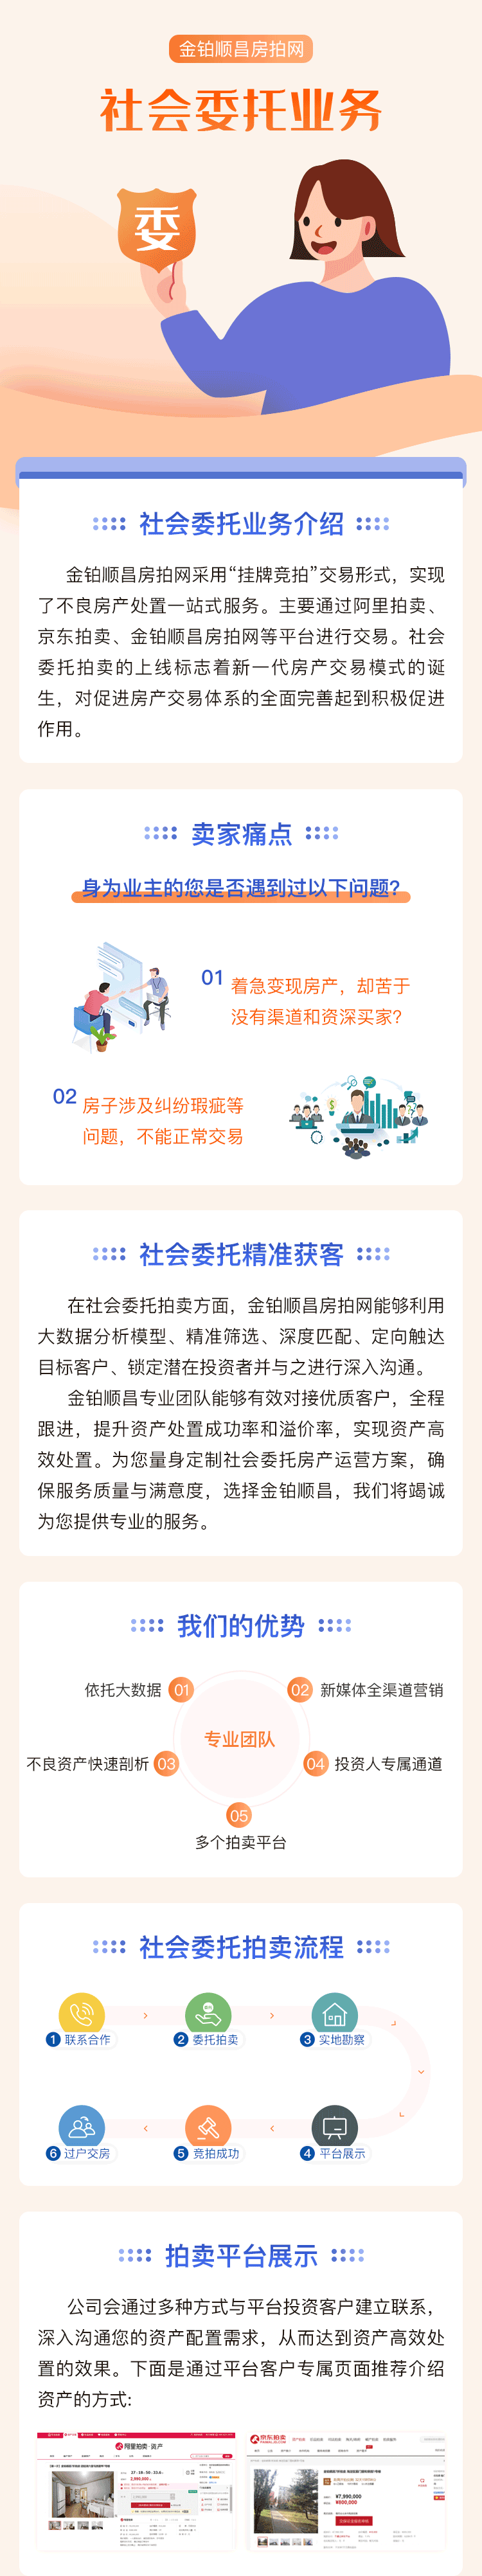 金铂顺昌房拍网
社会委托业务
委
社会委托业务介绍
金铂顺昌房拍网采用“挂牌竞拍”交易形式，实现
了不良房产处置一站式服务。主要通过阿里拍卖、
京东拍卖、金铂顺昌房拍网等平台进行交易。社会
委托拍卖的上线标志着新一代房产交易模式的诞
生，对促进房产交易体系的全面完善起到积极促进
作用。
卖家痛点
身为业主的您是否遇到过以下问题?
01 着急变现房产，却苦于
没有渠道和资深买家?
02 房子涉及纠纷瑕疵等
问题，不能正常交易
社会委托精准获客
在社会委托拍卖方面，金铂顺昌房拍网能够利用
大数据分析模型、精准筛选、深度匹配、定向触达
目标客户、锁定潜在投资者并与之进行深入沟通。
金铂顺昌专业团队能够有效对接优质客户，全程
跟进，提升资产处置成功率和溢价率，实现资产高
效处置。为您量身定制社会委托房产运营方案，确
保服务质量与满意度，选择金铂顺昌，我们将竭诚
为您提供专业的服务。
我们的优势
依托大数据 01
02 新媒体全渠道营销
专业团队
不良资产快速剖析 03
04 投资人专属通道
05
多个拍卖平台
社会委托拍卖流程
1 联系合作
2 委托拍卖
3 实地勘察
6 过户交房
5 竞拍成功
4 平台展示
拍卖平台展示
公司会通过多种方式与平台投资客户建立联系，
深入沟通您的资产配置需求，从而达到资产高效处
置的效果。下面是通过平台客户专属页面推荐介绍
资产的方式:
阿里拍卖·资产
京东拍卖
¥7,990,000
¥800,000